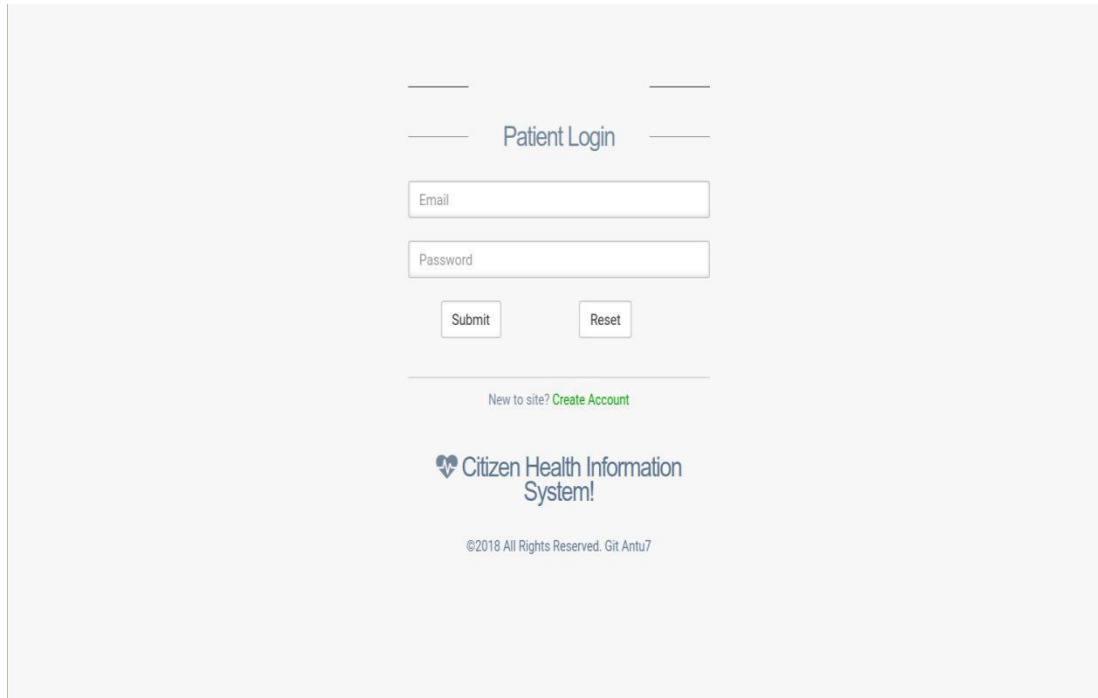 Patient Login
Email
Password
Submit
Reset
New to site? Create Account
Citizen Health Information
System!
©2018 All Rights Reserved. Git Antu7